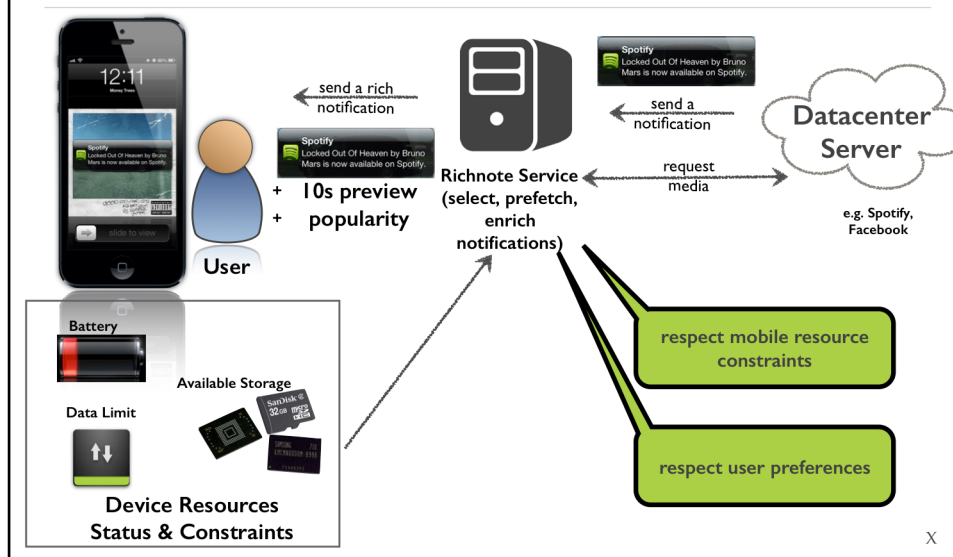 12:11
Money Trees
Spotify
Locked Out Of Heaven by Bruno
Mars is now available on Spotify.
slide to view
User
send a rich
notification
Spotify
Locked Out Of Heaven by Bruno
Mars is now available on Spotify.
+ 10s preview
+ popularity
Richnote Service
(select, prefetch,
enrich
notifications)
Spotify
Locked Out Of Heaven by Bruno
Mars is now available on Spotify.
send a
notification
request
media
Datacenter
Server
e.g. Spotify,
Facebook
respect mobile resource
constraints
respect user preferences
Battery
Available Storage
SanDisk
32GB micro
SAMSUNG
Data Limit
Device Resources
Status & Constraints
X